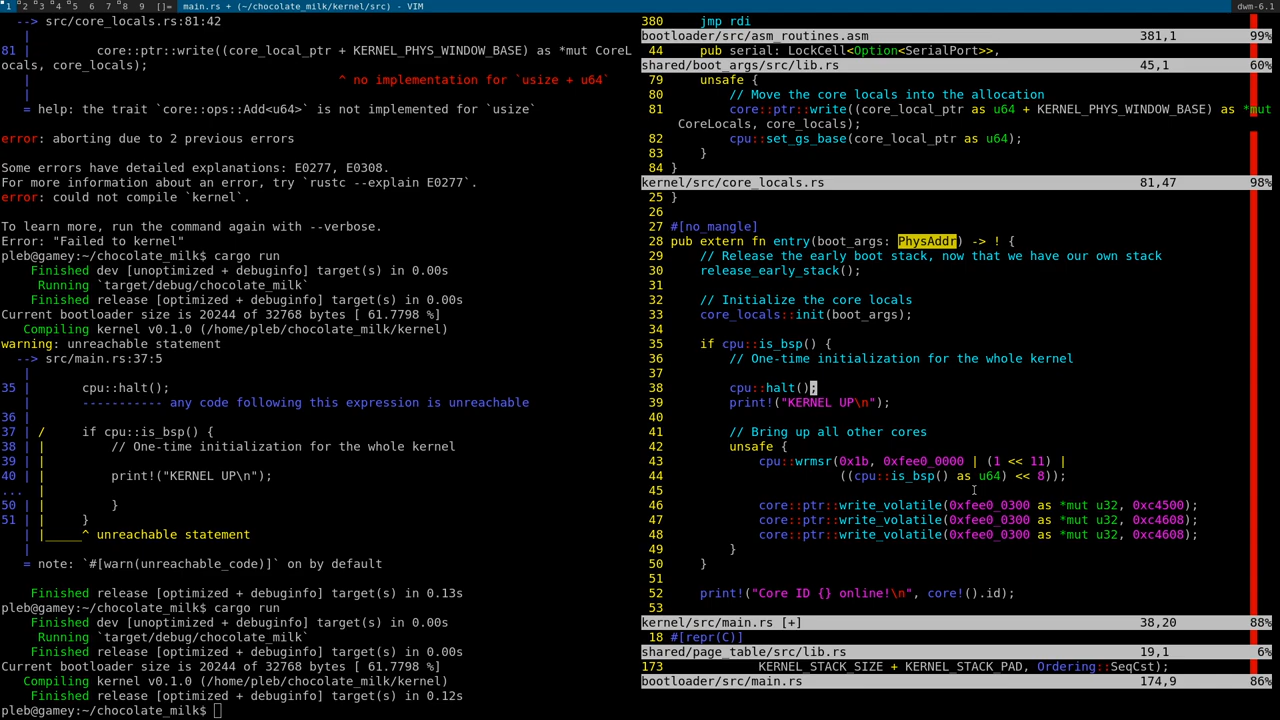 1 2 3 4 5 6 7 8 9 []= main.rs + (~/chocolate_milk/kernel/src) - VIM dwm-6.1
--> src/core_locals.rs:81:42
|
81 | core::ptr::write((core_local_ptr + KERNEL_PHYS_WINDOW_BASE) as *mut CoreL
ocals, core_locals);
| ^ no implementation for `usize + u64`
|
= help: the trait `core::ops::Add<u64>` is not implemented for `usize`
error: aborting due to 2 previous errors
Some errors have detailed explanations: E0277, E0308.
For more information about an error, try `rustc --explain E0277`.
error: could not compile `kernel`.
To learn more, run the command again with --verbose.
Error: "Failed to kernel"
pleb@gamey:~/chocolate_milk$ cargo run
Finished dev [unoptimized + debuginfo] target(s) in 0.00s
Running `target/debug/chocolate_milk`
Finished release [optimized + debuginfo] target(s) in 0.00s
Current bootloader size is 20244 of 32768 bytes [ 61.7798 %]
Compiling kernel v0.1.0 (/home/pleb/chocolate_milk/kernel)
warning: unreachable statement
--> src/main.rs:37:5
|
35 | cpu::halt();
| ----------- any code following this expression is unreachable
36 |
37 | / if cpu::is_bsp() {
38 | | // One-time initialization for the whole kernel
39 | |
40 | | print!("KERNEL UP\n");
... |
50 | | }
51 | | }
| |_____^ unreachable statement
|
= note: `#[warn(unreachable_code)]` on by default
Finished release [optimized + debuginfo] target(s) in 0.13s
pleb@gamey:~/chocolate_milk$ cargo run
Finished dev [unoptimized + debuginfo] target(s) in 0.00s
Running `target/debug/chocolate_milk`
Finished release [optimized + debuginfo] target(s) in 0.00s
Current bootloader size is 20244 of 32768 bytes [ 61.7798 %]
Compiling kernel v0.1.0 (/home/pleb/chocolate_milk/kernel)
Finished release [optimized + debuginfo] target(s) in 0.12s
pleb@gamey:~/chocolate_milk$
380 jmp rdi
bootloader/src/asm_routines.asm 381,1 99%
44 pub serial: LockCell<Option<SerialPort>>,
shared/boot_args/src/lib.rs 45,1 60%
79 unsafe {
80 // Move the core locals into the allocation
81 core::ptr::write((core_local_ptr as u64 + KERNEL_PHYS_WINDOW_BASE) as *mut
CoreLocals, core_locals);
82 cpu::set_gs_base(core_local_ptr as u64);
83 }
84 }
kernel/src/core_locals.rs 81,47 98%
25 }
26
27 #[no_mangle]
28 pub extern fn entry(boot_args: PhysAddr) -> ! {
29 // Release the early boot stack, now that we have our own stack
30 release_early_stack();
31
32 // Initialize the core locals
33 core_locals::init(boot_args);
34
35 if cpu::is_bsp() {
36 // One-time initialization for the whole kernel
37
38 cpu::halt();
39 print!("KERNEL UP\n");
40
41 // Bring up all other cores
42 unsafe {
43 cpu::wrmsr(0x1b, 0xfee0_0000 | (1 << 11) |
44 ((cpu::is_bsp() as u64) << 8));
45
46 core::ptr::write_volatile(0xfee0_0300 as *mut u32, 0xc4500);
47 core::ptr::write_volatile(0xfee0_0300 as *mut u32, 0xc4608);
48 core::ptr::write_volatile(0xfee0_0300 as *mut u32, 0xc4608);
49 }
50 }
51
52 print!("Core ID {} online!\n", core!().id);
53
kernel/src/main.rs [+] 38,20 88%
18 #[repr(C)]
shared/page_table/src/lib.rs 19,1 6%
173 KERNEL_STACK_SIZE + KERNEL_STACK_PAD, Ordering::SeqCst);
bootloader/src/main.rs 174,9 86%